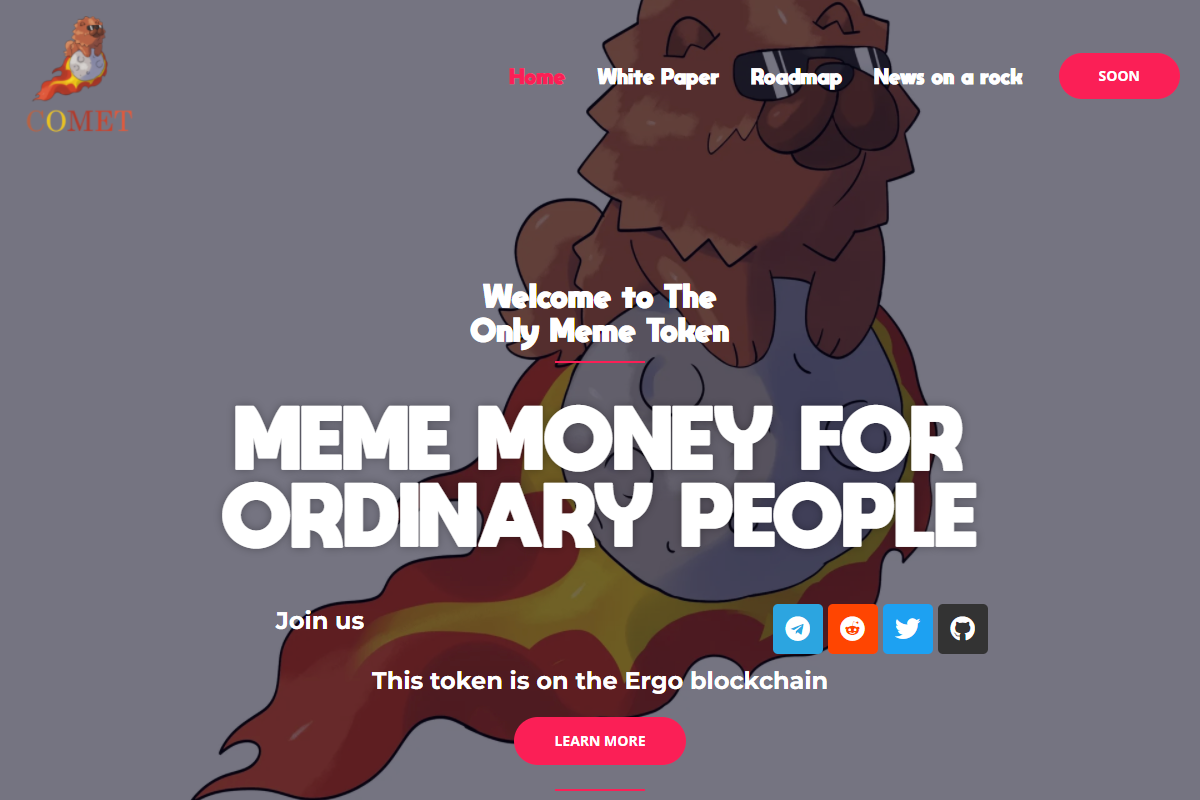 COMET
Home
White Paper
Roadmap
News on a rock
SOON
Welcome to The
Only Meme Token
MEME MONEY FOR
ORDINARY PEOPLE
Join us
This token is on the Ergo blockchain
LEARN MORE